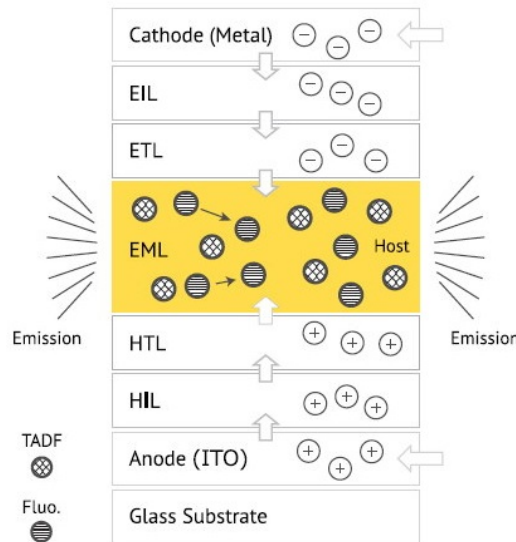 Cathode (Metal)
EIL
ETL
EML
Host
Emission
Emission
HTL
HIL
TADF
Anode (ITO)
Fluo.
Glass Substrate